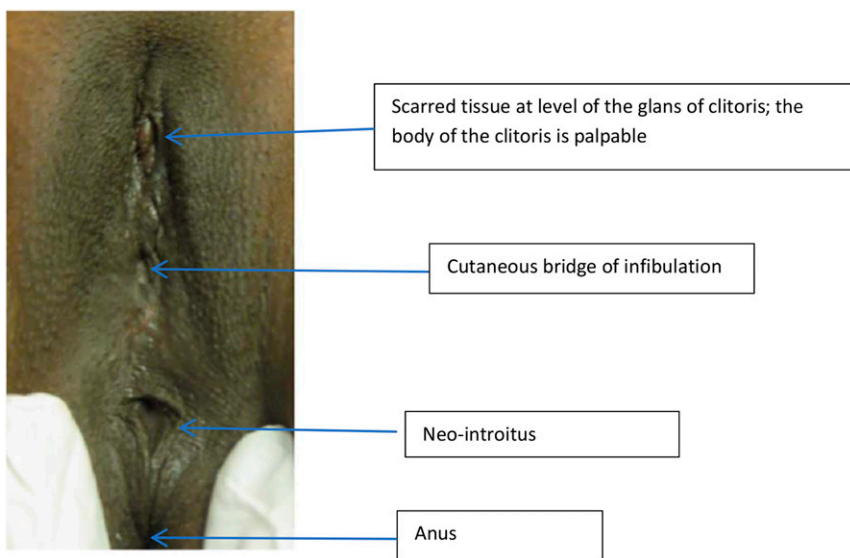 Scarred tissue at level of the glans of clitoris; the
body of the clitoris is palpable
Cutaneous bridge of infibulation
Neo-introitus
Anus